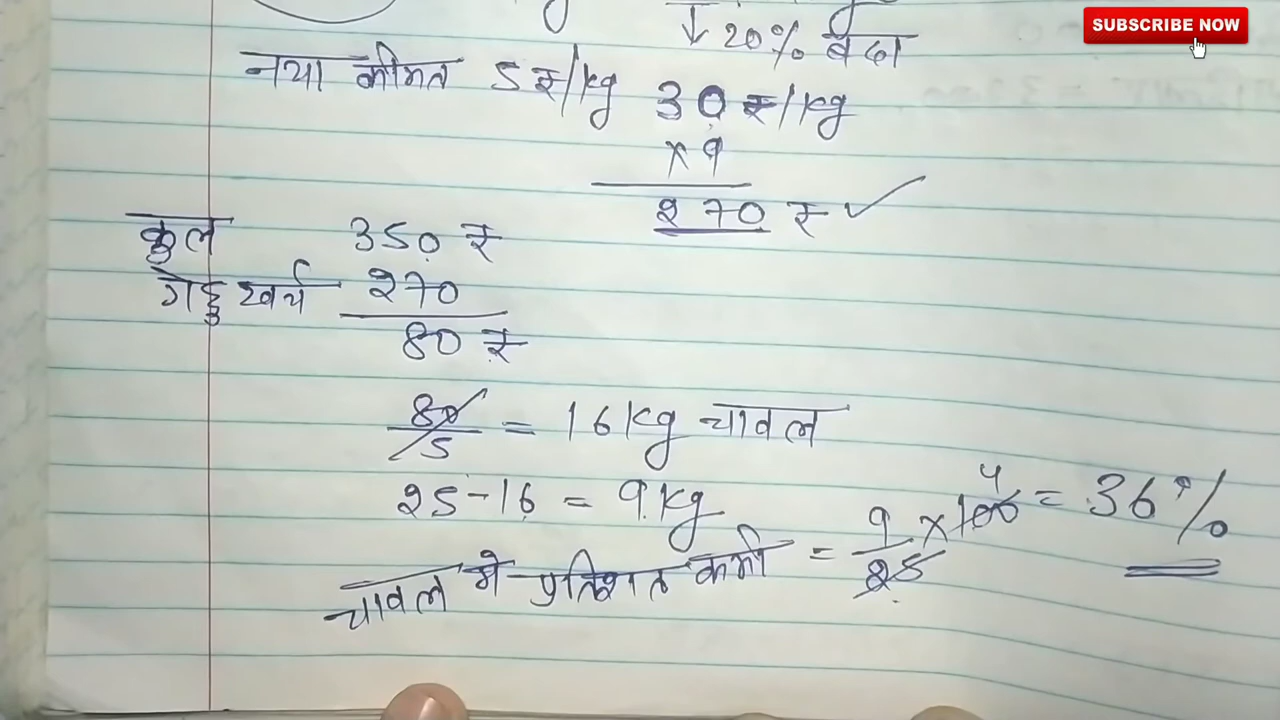 SUBSCRIBE NOW
↓ 20% बढ़ा
नया कीमत 5₹/kg 30 ₹/kg
x 9
270 ₹ ✓
कुल 350 ₹
गेहु खर्च 270
80 ₹
80/5 = 16kg चावल
25-16 = 9kg
चावल मे प्रतिशत कमी = 9/25 x 100 4 = 36%